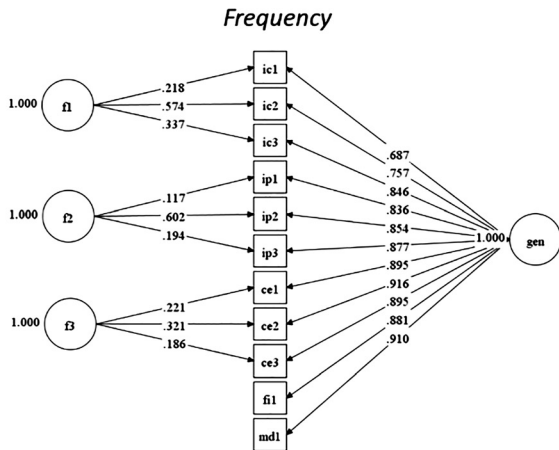 Frequency
1.000 f1
.218
.574
.337
1.000 f2
.117
.602
.194
1.000 f3
.221
.321
.186
ic1
ic2
ic3
ip1
ip2
ip3
ce1
ce2
ce3
fi1
md1
.687
.757
.846
.836
.854
.877
.895
.916
.895
.881
.910
1.000 gen